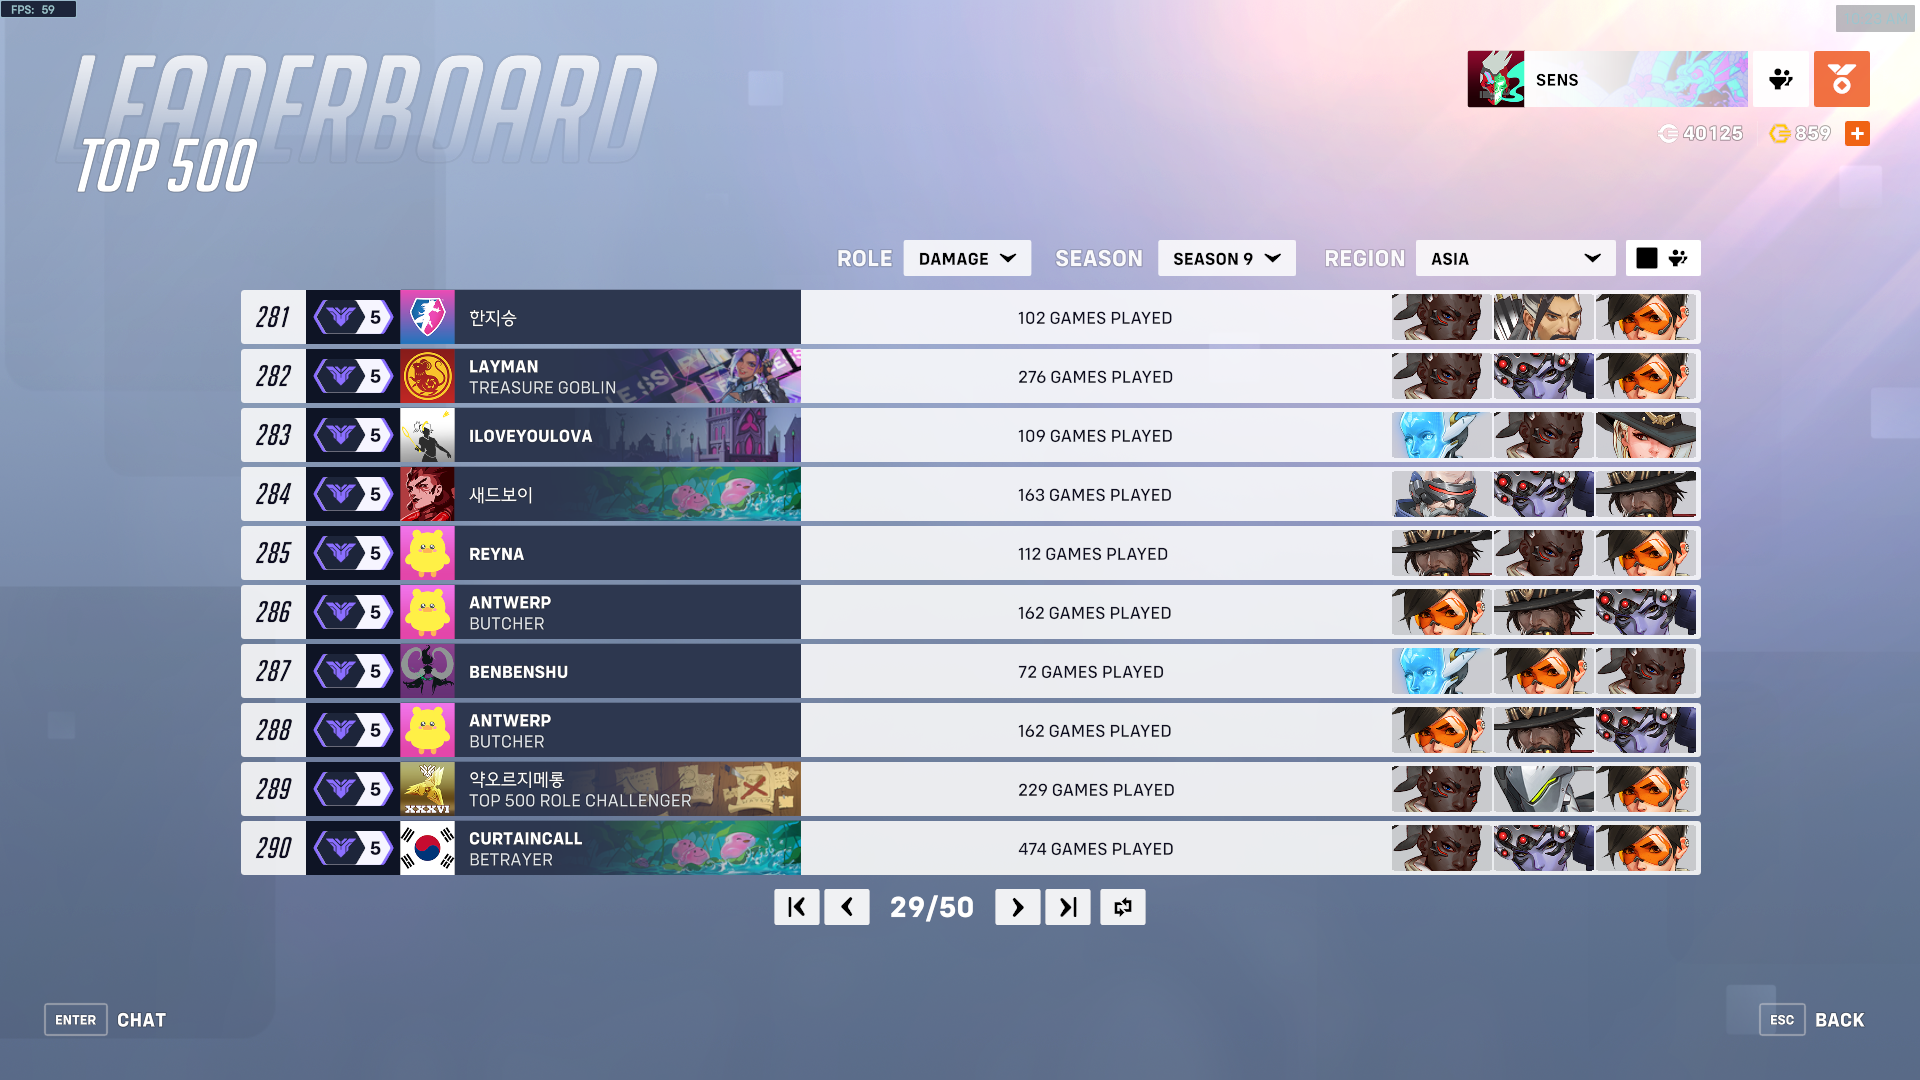 FPS: 59
LEADERBOARD
TOP 500
SENS
40125
859
ROLE
DAMAGE
SEASON
SEASON 9
REGION
ASIA
281
5
한지승
102 GAMES PLAYED
282
5
LAYMAN
TREASURE GOBLIN
276 GAMES PLAYED
283
5
ILOVEYOULOVA
109 GAMES PLAYED
284
5
새드보이
163 GAMES PLAYED
285
5
REYNA
112 GAMES PLAYED
286
5
ANTWERP
BUTCHER
162 GAMES PLAYED
287
5
BENBENSHU
72 GAMES PLAYED
288
5
ANTWERP
BUTCHER
162 GAMES PLAYED
289
5
XXXVI
약오르지메롱
TOP 500 ROLE CHALLENGER
229 GAMES PLAYED
290
5
CURTAINCALL
BETRAYER
474 GAMES PLAYED
29/50
ENTER
CHAT
ESC
BACK